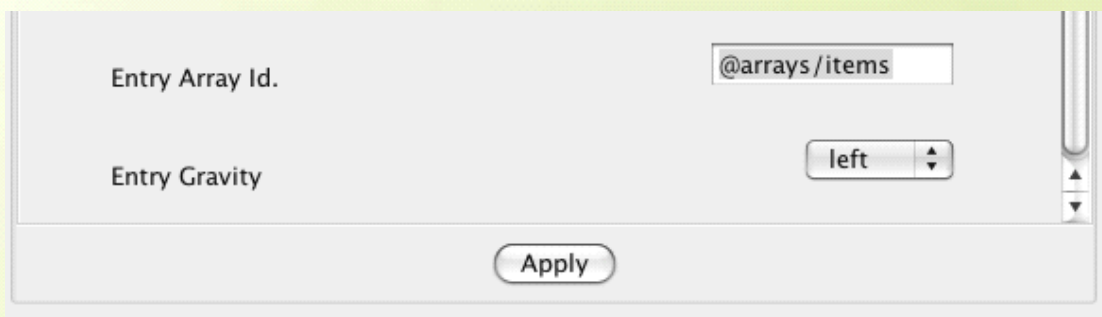 Entry Array Id.
@arrays/items
Entry Gravity
left
Apply